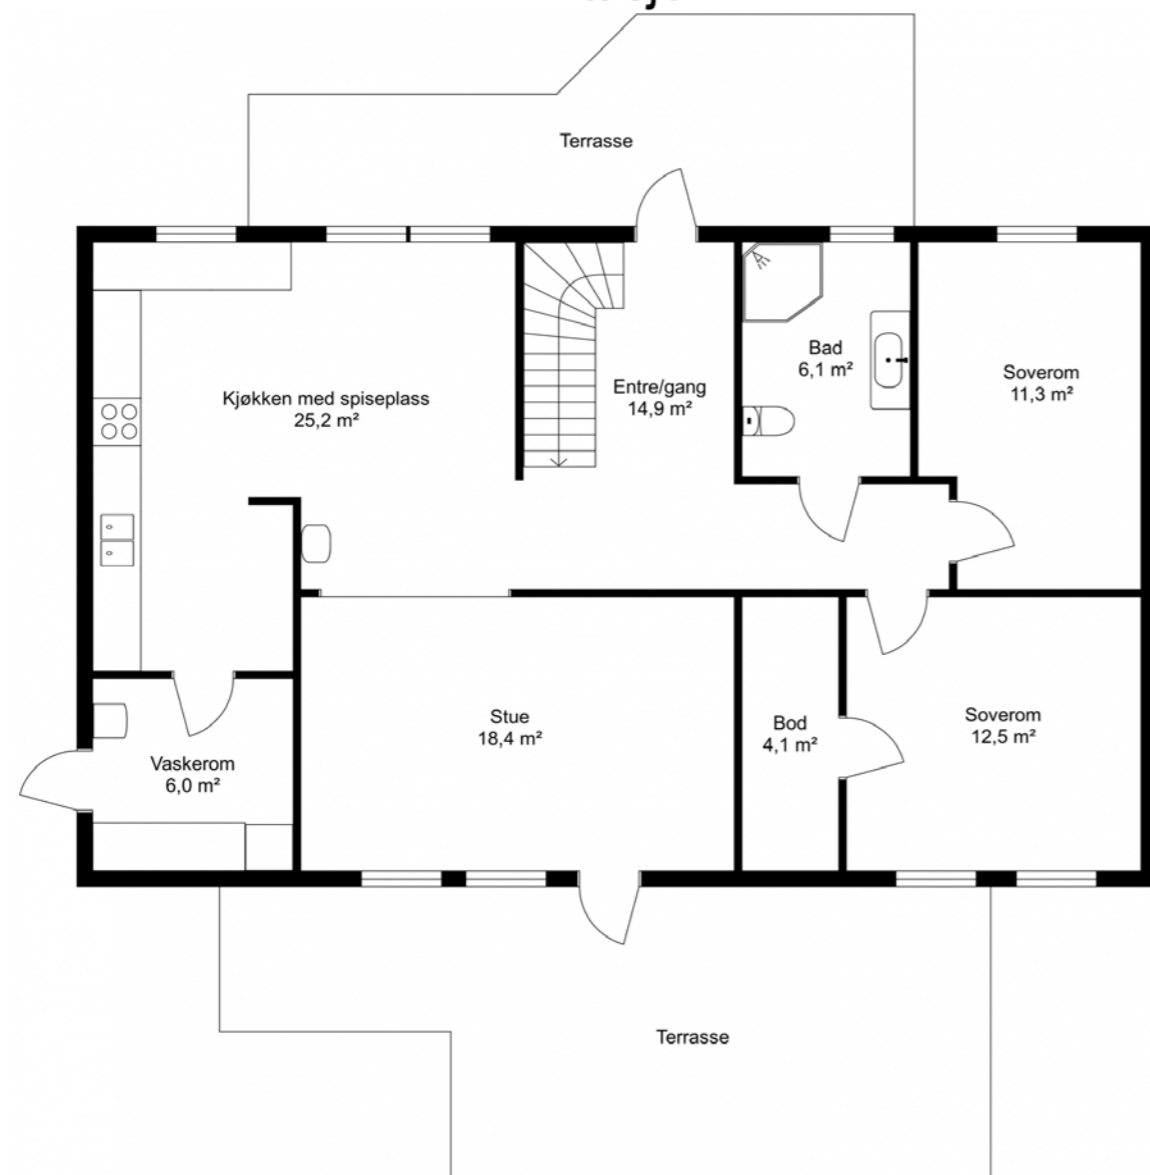 Terrasse
Kjøkken med spiseplass
25,2 m²
Entre/gang
14,9 m²
Bad
6,1 m²
Soverom
11,3 m²
Vaskerom
6,0 m²
Stue
18,4 m²
Bod
4,1 m²
Soverom
12,5 m²
Terrasse